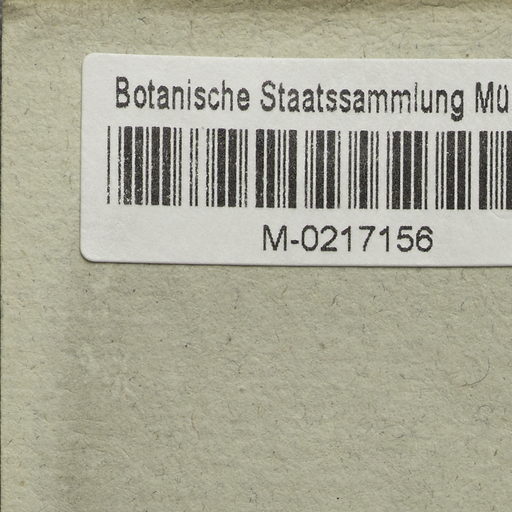 Botanische Staatssammlung Mü
M-0217156